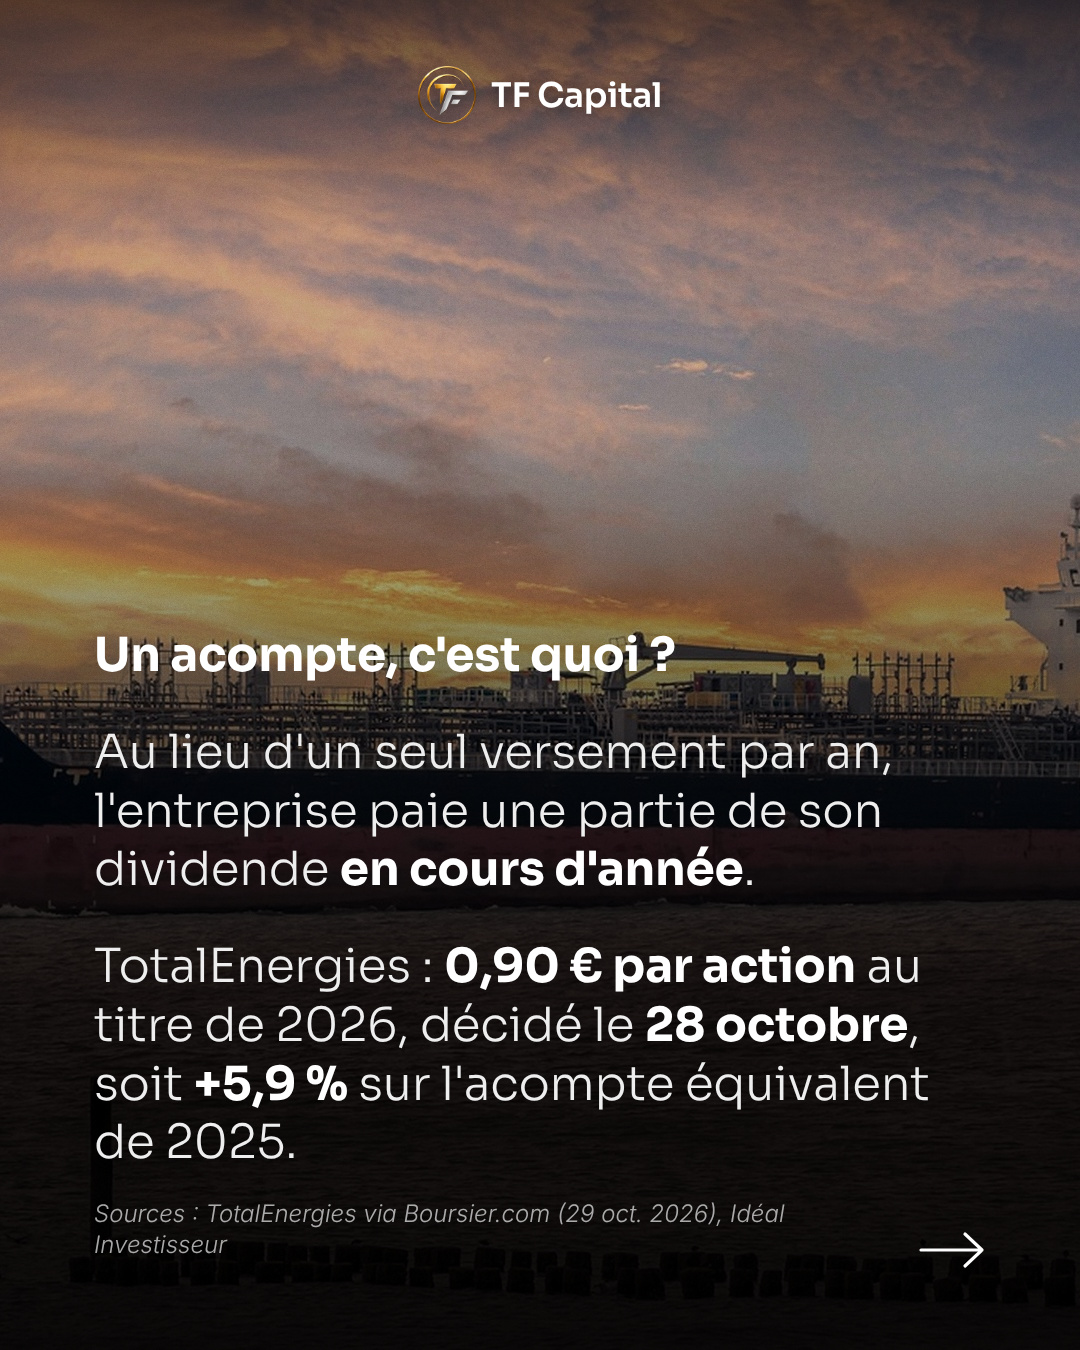 TF Capital
Un acompte, c'est quoi ?
Au lieu d'un seul versement par an,
l'entreprise paie une partie de son
dividende en cours d'année.
TotalEnergies : 0,90 € par action au
titre de 2026, décidé le 28 octobre,
soit +5,9 % sur l'acompte équivalent
de 2025.
Sources : TotalEnergies via Boursier.com (29 oct. 2026), Idéal
Investisseur